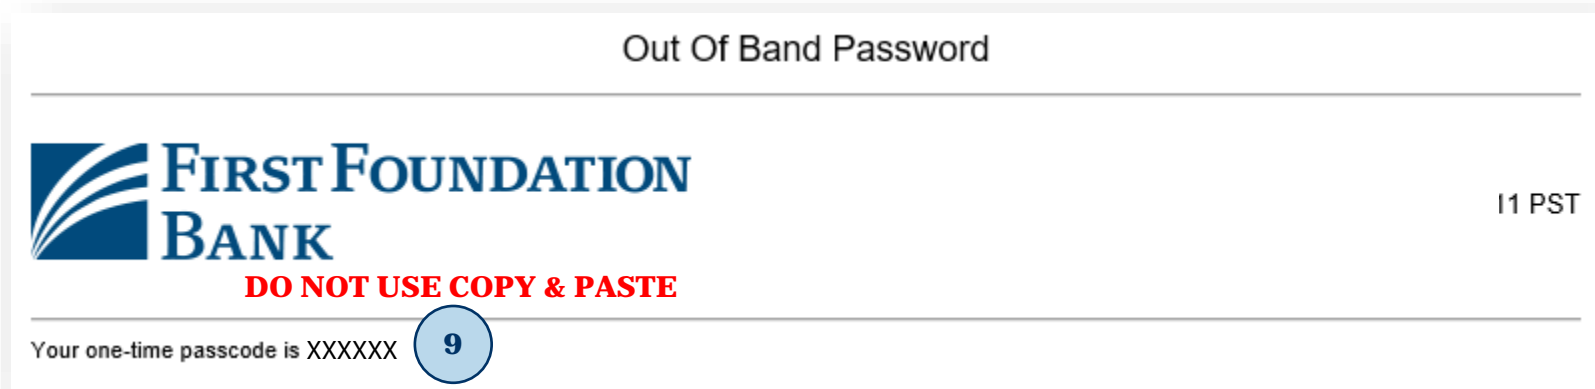 Out Of Band Password
FIRST FOUNDATION
BANK
I1 PST
DO NOT USE COPY & PASTE
Your one-time passcode is XXXXXX
9